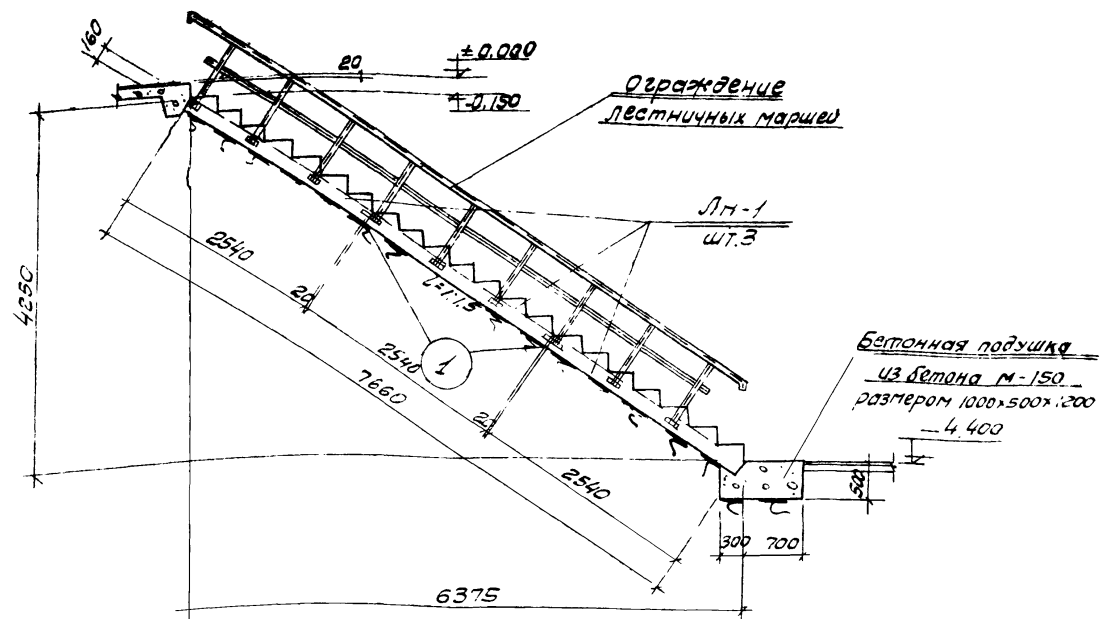 160
20
±0.000
-0.150
Ограждение
лестничных маршей
Лн-1
шт.3
2540
20
i=1:1.5
4250
2540
7660
1
20
2540
Бетонная подушка
из бетона М-150
размером 1000×500×1200
-4.400
500
300
700
6375